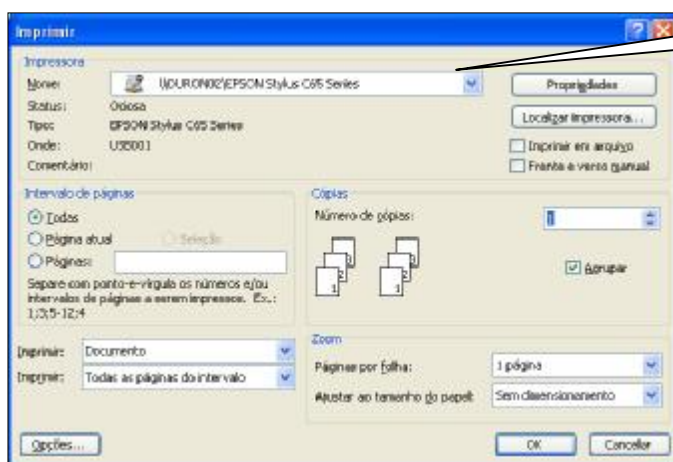 Imprimir
Impressora
Nome: \\DURON02\EPSON Stylus C65 Series
Propriedades
Status: Ociosa
Tipo: EPSON Stylus C65 Series
Localizar Impressora...
Onde: USB001
Imprimir em arquivo
Comentário:
Frente e verso manual
Intervalo de páginas
Todas
Página atual
Seleção
Páginas:
Separe com ponto-e-vírgula os números e/ou
intervalos de páginas a serem impressos. Ex.:
1;3;5-12;4
Cópias
Número de cópias: 1
Agrupar
Imprimir: Documento
Imprimir: Todas as páginas do intervalo
Zoom
Páginas por folha: 1 página
Ajustar ao tamanho do papel: Sem dimensionamento
Opções...
OK
Cancelar